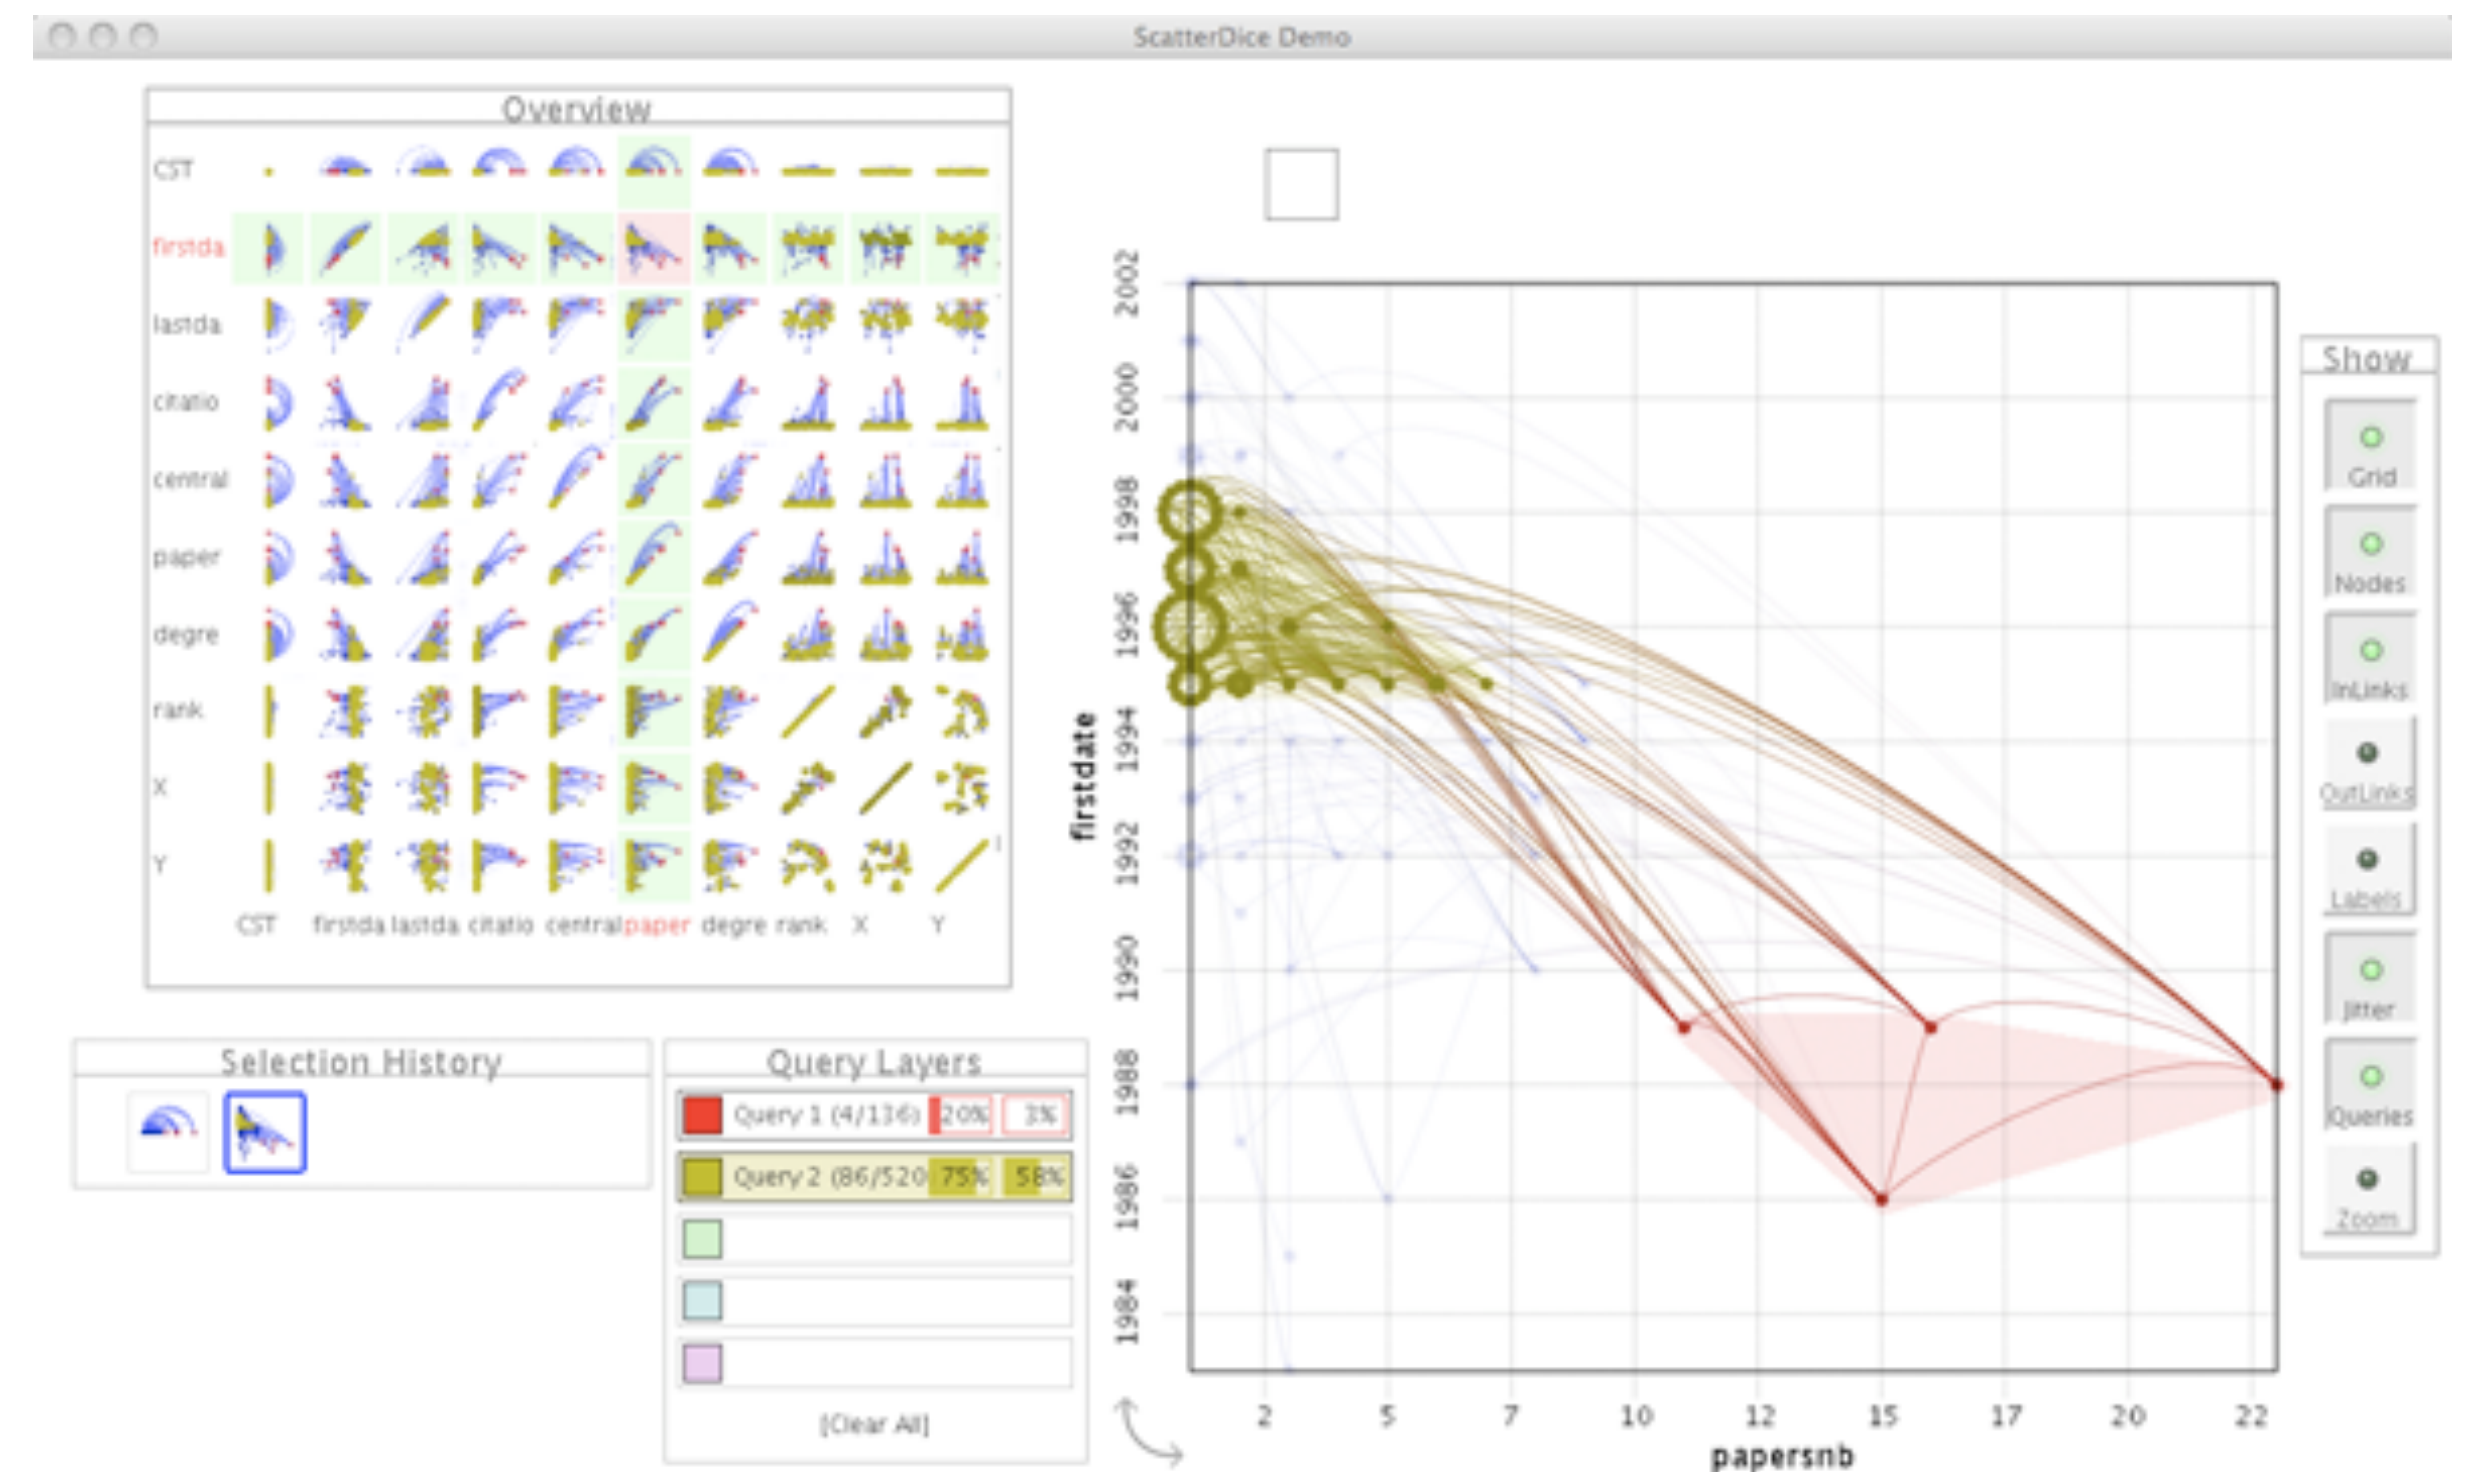 ScatterDice Demo
Overview
CST
firstda
lastda
citatio
central
paper
degre
rank
X
Y
CST firstda lastda citatio central paper degre rank X Y
Selection History
Query Layers
Query 1 (4/136) 20% 3%
Query 2 (86/520 75% 58%
[Clear All]
firstdate
2002
2000
1998
1996
1994
1992
1990
1988
1986
1984
2 5 7 10 12 15 17 20 22
papersnb
Show
Grid
Nodes
InLinks
OutLinks
Labels
Jitter
Queries
Zoom